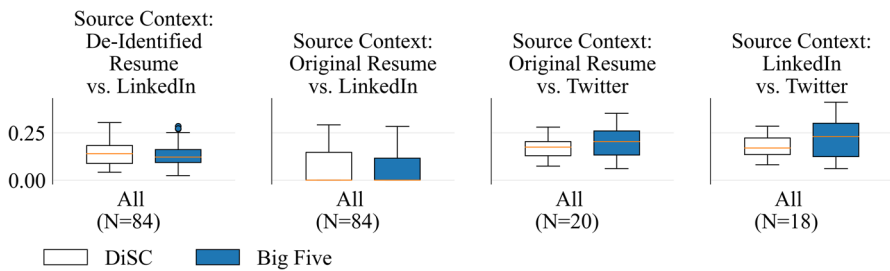 Source Context:
De-Identified
Resume
vs. LinkedIn
Source Context:
Original Resume
vs. LinkedIn
Source Context:
Original Resume
vs. Twitter
Source Context:
LinkedIn
vs. Twitter
0.25
0.00
All
(N=84)
All
(N=84)
All
(N=20)
All
(N=18)
DiSC
Big Five